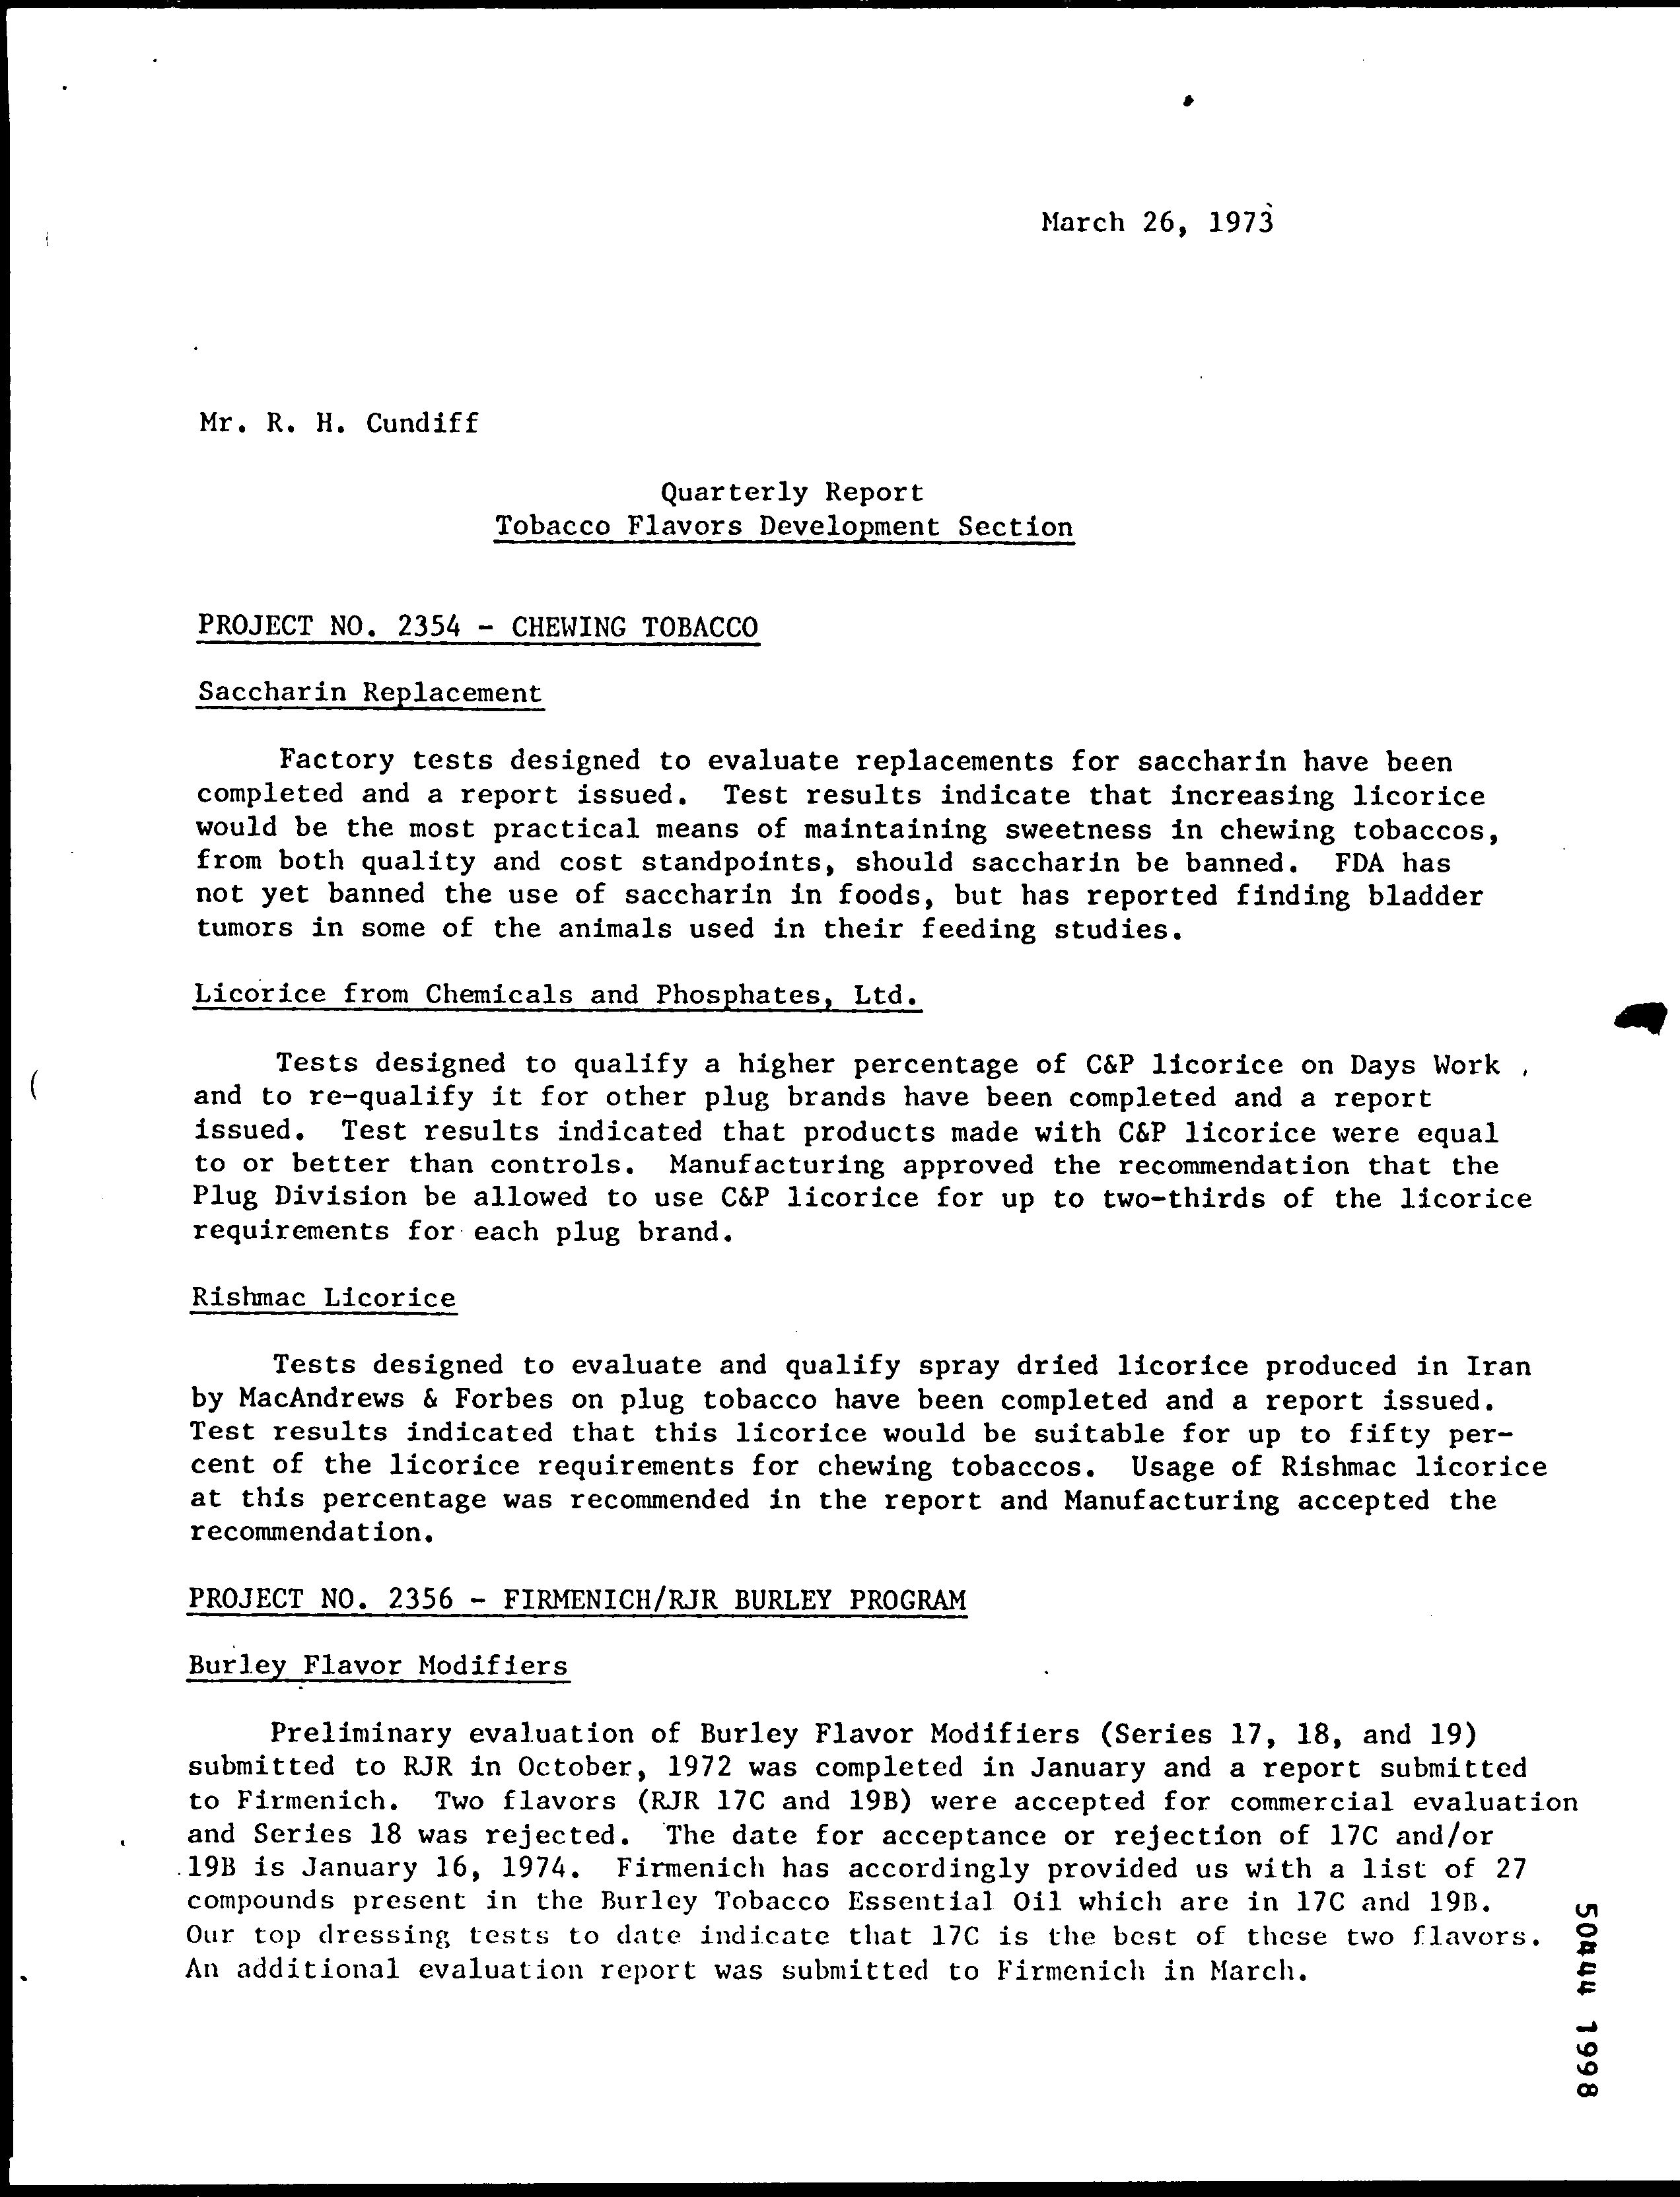 March 26, 1973
Mr. R. H. Cundiff
Quarterly Report
Tobacco Flavors Development Section
PROJECT NO. 2354 - CHEWING TOBACCO
Saccharin Replacement
Factory tests designed to evaluate replacements for saccharin have been
completed and a report issued. Test results indicate that increasing licorice
would be the most practical means of maintaining sweetness in chewing tobaccos,
from both quality and cost standpoints, should saccharin be banned. FDA has
not yet banned the use of saccharin in foods, but has reported finding bladder
tumors in some of the animals used in their feeding studies.
Licorice from Chemicals and Phosphates, Ltd.
Tests designed to qualify a higher percentage of C&P licorice on Days Work ,
and to re-qualify it for other plug brands have been completed and a report
issued. Test results indicated that products made with C&P licorice were equal
to or better than controls. Manufacturing approved the recommendation that the
Plug Division be allowed to use C&P licorice for up to two-thirds of the licorice
requirements for each plug brand.
Rishmac Licorice
Tests designed to evaluate and qualify spray dried licorice produced in Iran
by MacAndrews & Forbes on plug tobacco have been completed and a report issued.
Test results indicated that this licorice would be suitable for up to fifty per-
cent of the licorice requirements for chewing tobaccos. Usage of Rishmac licorice
at this percentage was recommended in the report and Manufacturing accepted the
recommendation.
PROJECT NO. 2356 - FIRMENICH/RJR BURLEY PROGRAM
Burley Flavor Modifiers
Preliminary evaluation of Burley Flavor Modifiers (Series 17, 18, and 19)
submitted to RJR in October, 1972 was completed in January and a report submitted
to Firmenich. Two flavors (RJR 17C and 19B) were accepted for commercial evaluation
and Series 18 was rejected. The date for acceptance or rejection of 17C and/or
19B is January 16, 1974. Firmenich has accordingly provided us with a list of 27
compounds present in the Burley Tobacco Essential Oil which are in 17C and 19B.
Our top dressing tests to date indicate that 17C is the best of these two flavors.
An additional evaluation report was submitted to Firmenich in March.
50444 1998